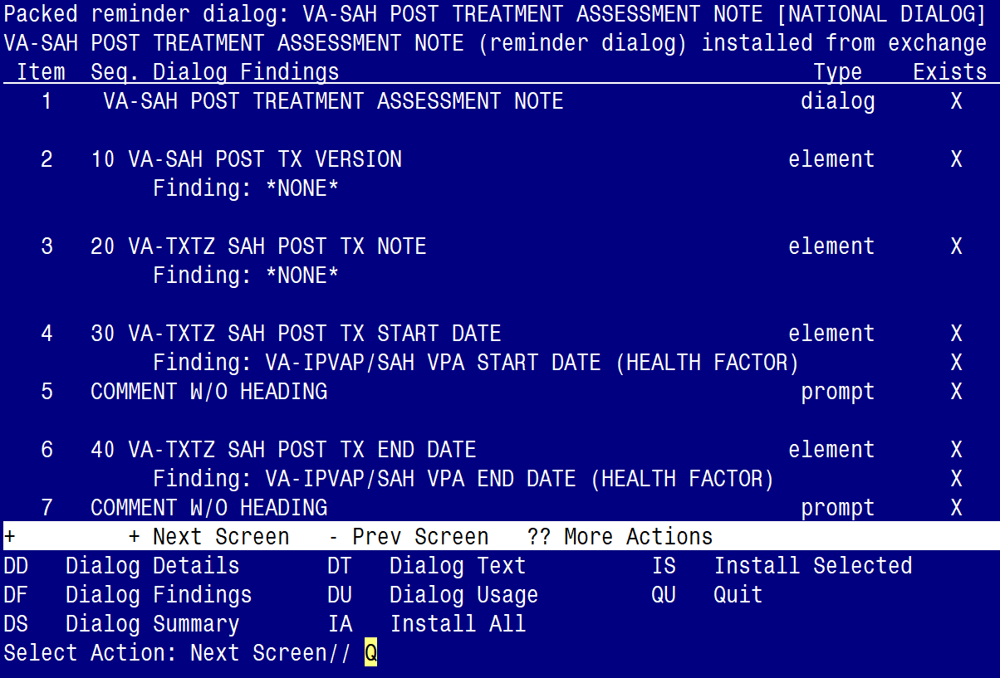 Packed reminder dialog: VA-SAH POST TREATMENT ASSESSMENT NOTE [NATIONAL DIALOG]
VA-SAH POST TREATMENT ASSESSMENT NOTE (reminder dialog) installed from exchange
Item  Seq. Dialog Findings  Type  Exists
1  VA-SAH POST TREATMENT ASSESSMENT NOTE  dialog  X
2  10 VA-SAH POST TX VERSION  element  X
Finding: *NONE*
3  20 VA-TXTZ SAH POST TX NOTE  element  X
Finding: *NONE*
4  30 VA-TXTZ SAH POST TX START DATE  element  X
Finding: VA-IPVAP/SAH VPA START DATE (HEALTH FACTOR)  X
5  COMMENT W/O HEADING  prompt  X
6  40 VA-TXTZ SAH POST TX END DATE  element  X
Finding: VA-IPVAP/SAH VPA END DATE (HEALTH FACTOR)  X
7  COMMENT W/O HEADING  prompt  X
+  + Next Screen  - Prev Screen  ?? More Actions
DD  Dialog Details  DT  Dialog Text  IS  Install Selected
DF  Dialog Findings  DU  Dialog Usage  QU  Quit
DS  Dialog Summary  IA  Install All
Select Action: Next Screen// Q